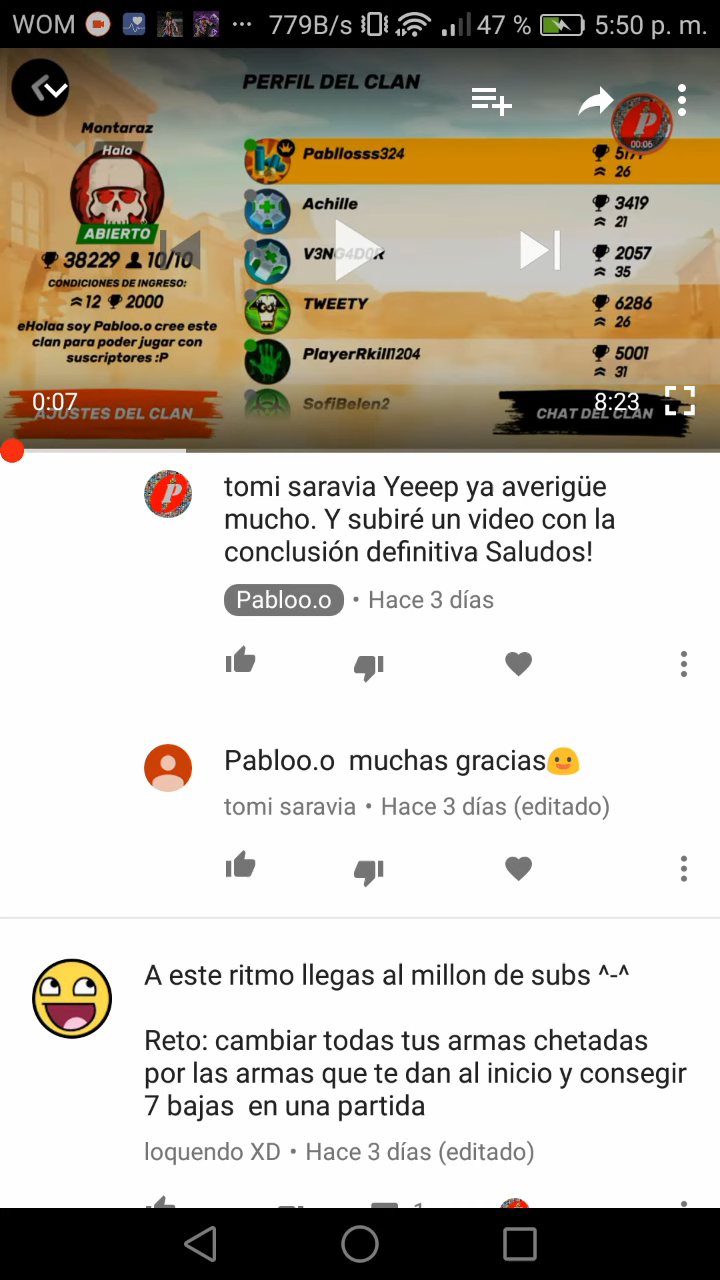 WOM ... 779B/s 47 % 5:50 p. m.
PERFIL DEL CLAN
Montaraz
Halo
ABIERTO
38229 10/10
CONDICIONES DE INGRESO:
12 2000
eHolaa soy Pabloo.o cree este
clan para poder jugar con
suscriptores :P
AJUSTES DEL CLAN
Pabllosss324
26
00:06
Achille 3419
21
V3NG4D0R 2057
35
TWEETY 6286
26
PlayerRkill1204 5001
31
SofiBelen2
CHAT DEL CLAN
0:07 8:23
tomi saravia Yeeep ya averigüe
mucho. Y subiré un video con la
conclusión definitiva Saludos!
Pabloo.o • Hace 3 días
Pabloo.o muchas gracias😃
tomi saravia • Hace 3 días (editado)
A este ritmo llegas al millon de subs ^-^
Reto: cambiar todas tus armas chetadas
por las armas que te dan al inicio y consegir
7 bajas en una partida
loquendo XD • Hace 3 días (editado)
1